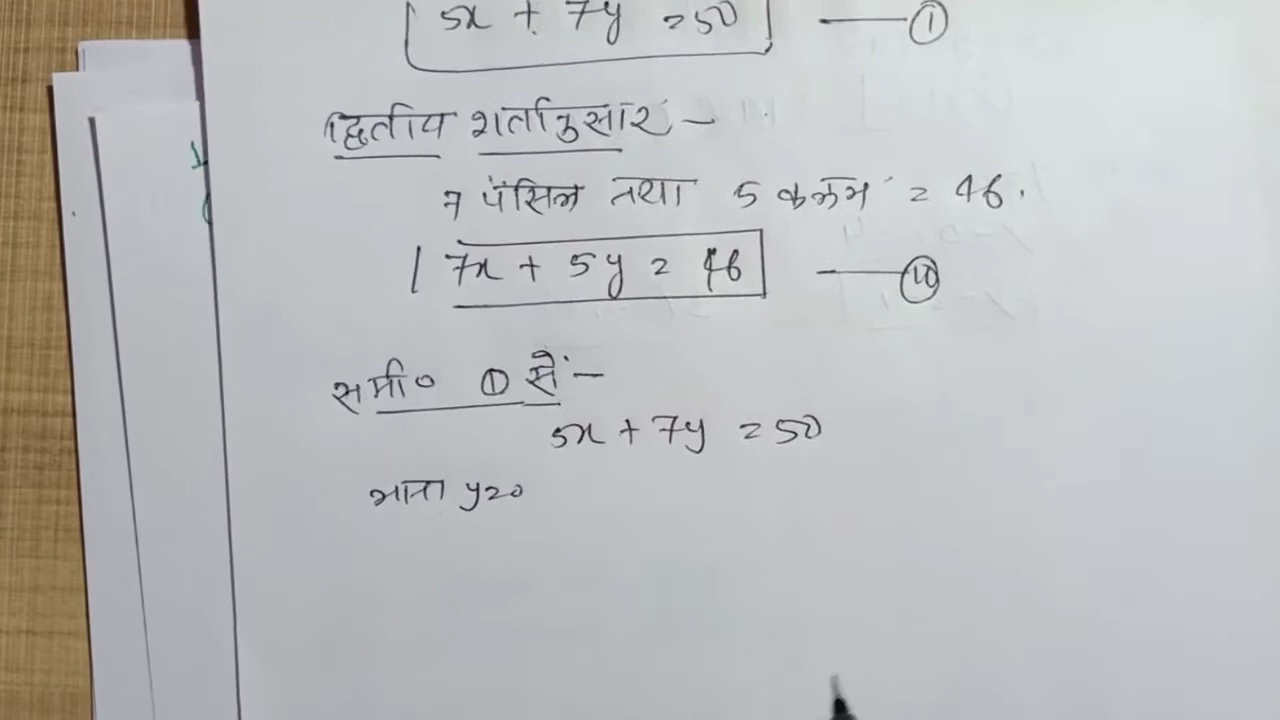 5x + 7y = 50 — ①
द्वितीय शर्तानुसार –
7 पेंसिल तथा 5 कलम = 46.
7x + 5y = 46 — ⑪
समी० ① से –
5x + 7y = 50
माना y=0